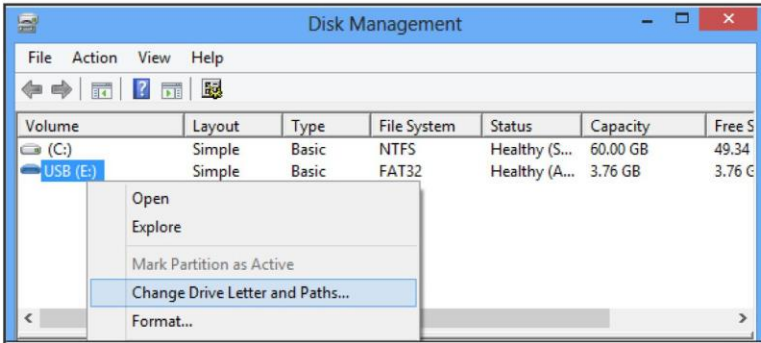 Disk Management
File Action View Help
Volume Layout Type File System Status Capacity Free S
(C:) Simple Basic NTFS Healthy (S... 60.00 GB 49.34
USB (E:) Simple Basic FAT32 Healthy (A... 3.76 GB 3.76 G
Open
Explore
Mark Partition as Active
Change Drive Letter and Paths...
Format...